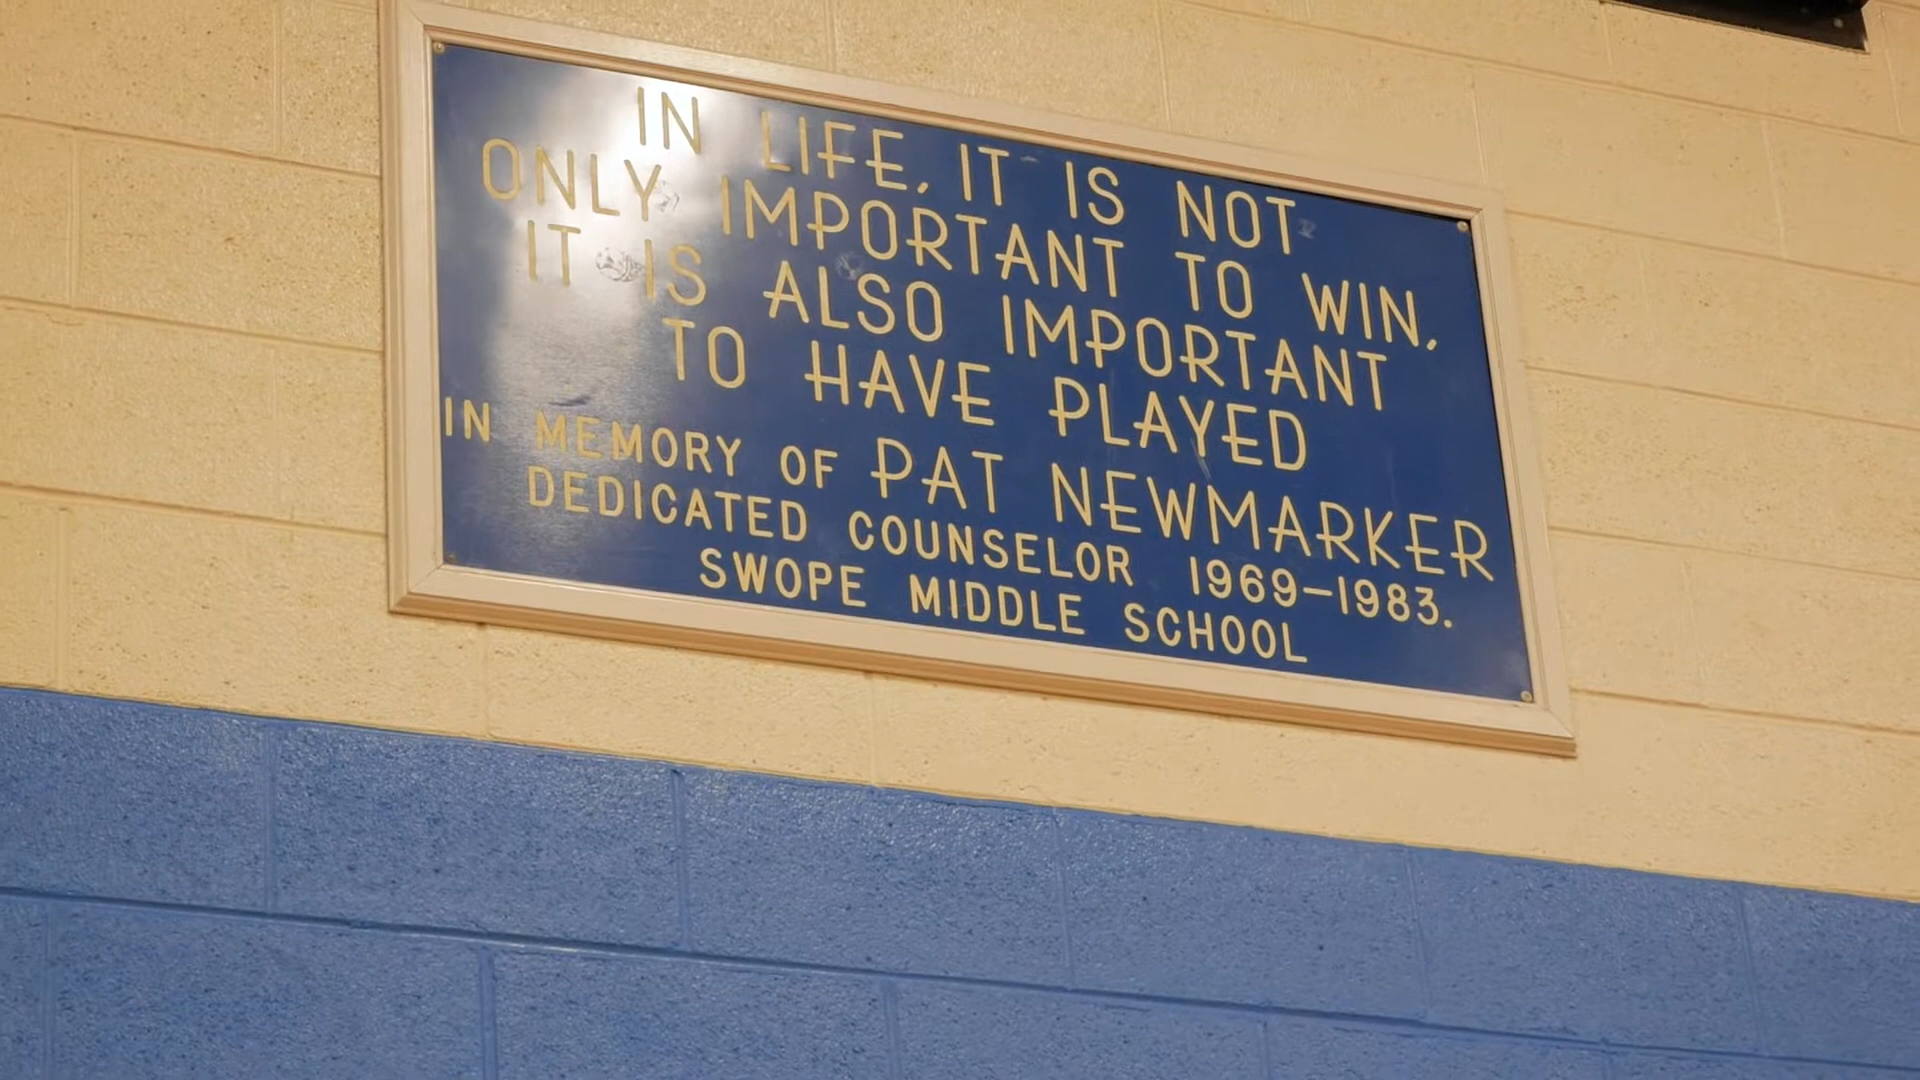 IN LIFE, IT IS NOT
ONLY IMPORTANT TO WIN,
IT IS ALSO IMPORTANT
TO HAVE PLAYED
IN MEMORY OF PAT NEWMARKER
DEDICATED COUNSELOR 1969-1983.
SWOPE MIDDLE SCHOOL